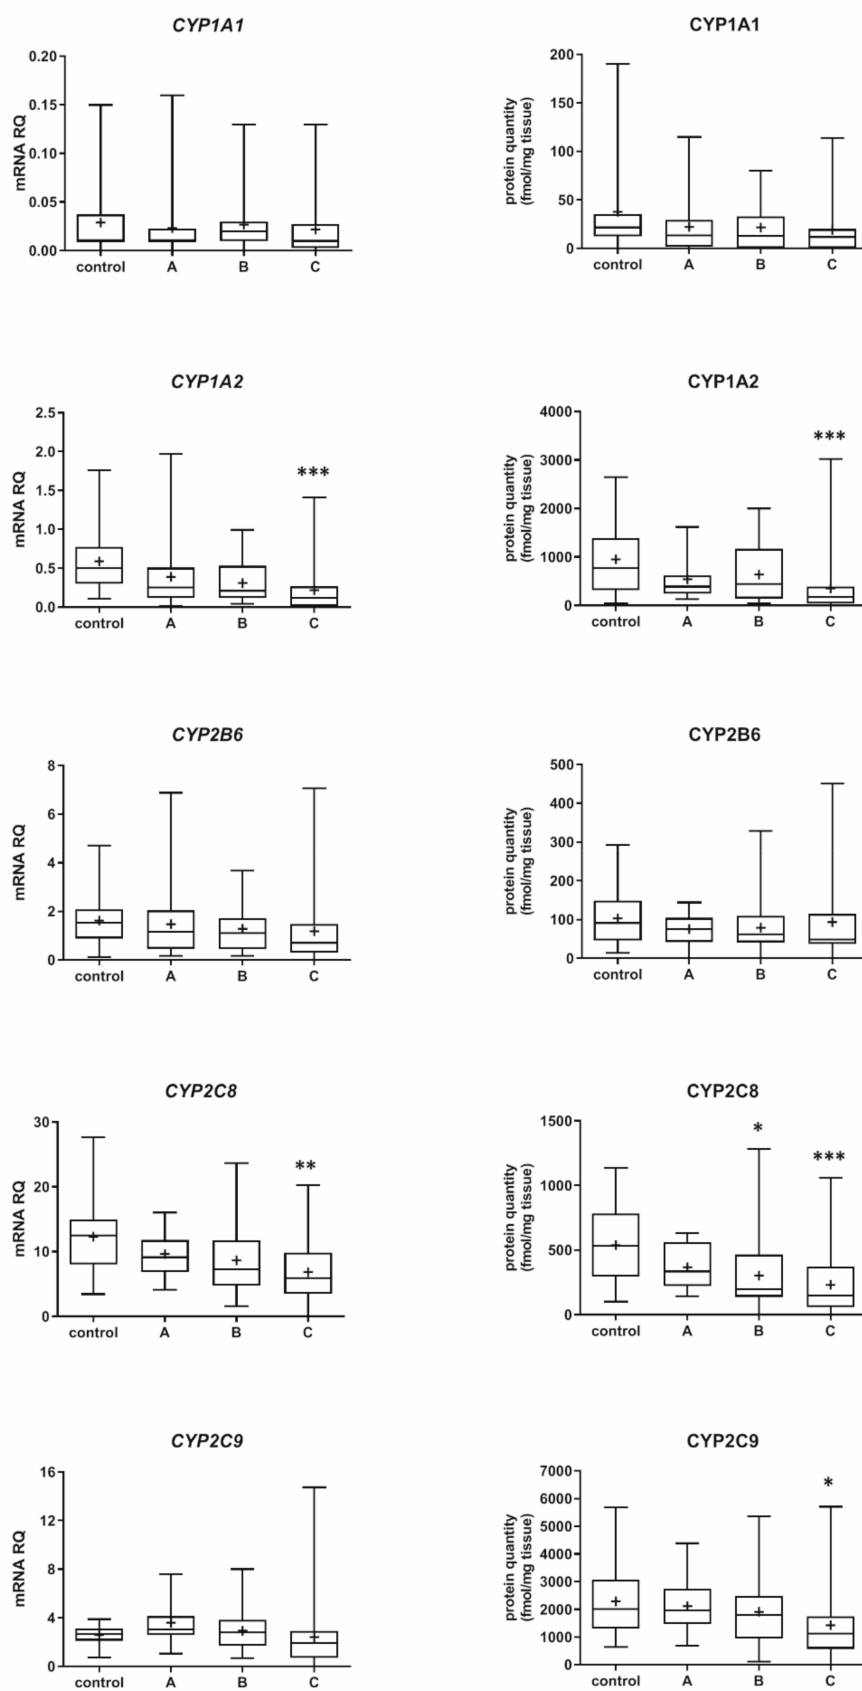 CYP1A1
mRNA RQ
0.20
0.15
0.10
0.05
0.00
control A B C
CYP1A1
protein quantity
(fmol/mg tissue)
200
150
100
50
0
control A B C
CYP1A2
mRNA RQ
2.5
2.0
1.5
1.0
0.5
0.0
***
control A B C
CYP1A2
protein quantity
(fmol/mg tissue)
4000
3000
2000
1000
0
***
control A B C
CYP2B6
mRNA RQ
8
6
4
2
0
control A B C
CYP2B6
protein quantity
(fmol/mg tissue)
500
400
300
200
100
0
control A B C
CYP2C8
mRNA RQ
30
20
10
0
**
control A B C
CYP2C8
protein quantity
(fmol/mg tissue)
1500
1000
500
0
*
***
control A B C
CYP2C9
mRNA RQ
16
12
8
4
0
control A B C
CYP2C9
protein quantity
(fmol/mg tissue)
7000
6000
5000
4000
3000
2000
1000
0
*
control A B C